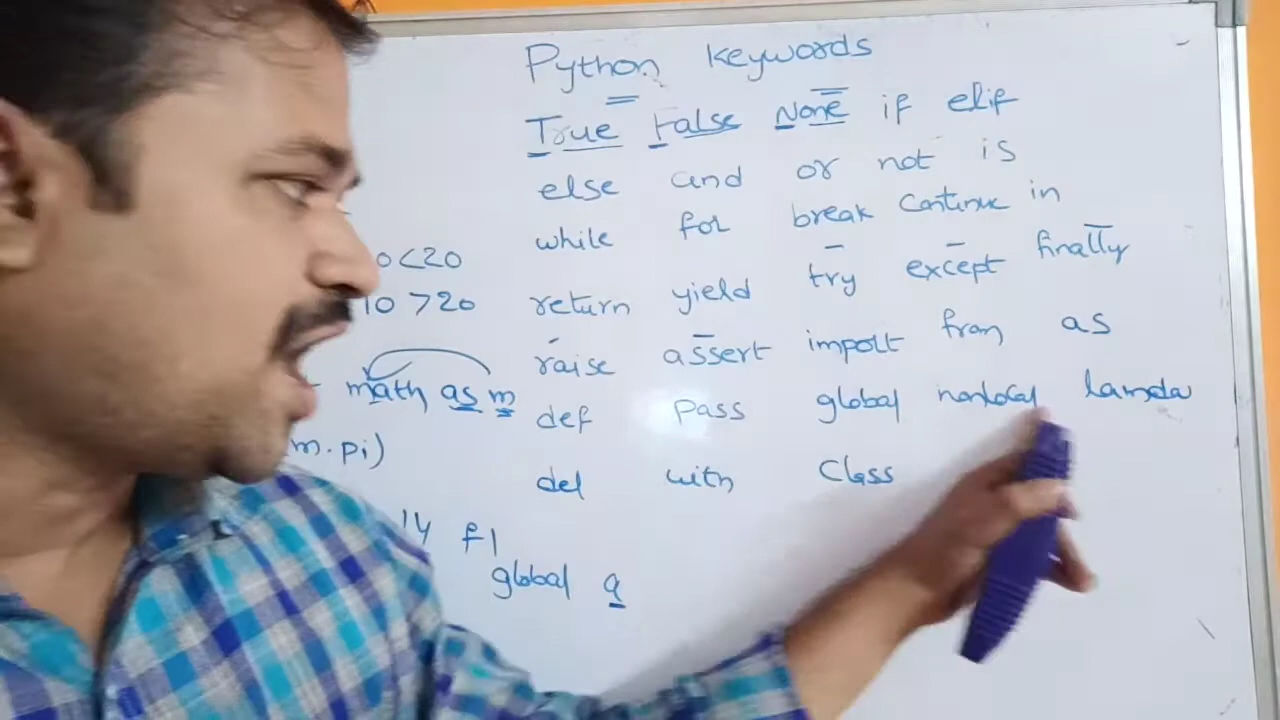 Python keywords
True False None if elif
else and or not is
while for break continue in
return yield try except finally
raise assert import from as
def pass global nonlocal lamda
del with class
0<20
10 >20
math as m
m.pi)
14 f1
global a